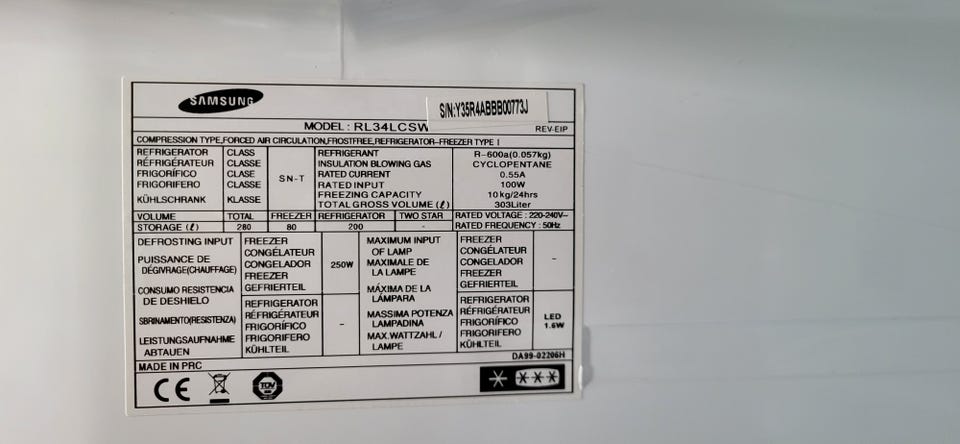 SAMSUNG
S/N:Y35R4ABBB00773J
MODEL : RL34LCSW
REV-EIP
COMPRESSION TYPE,FORCED AIR CIRCULATION,FROSTFREE,REFRIGERATOR-FREEZER TYPE I
REFRIGERATOR CLASS
RÉFRIGÉRATEUR CLASSE
FRIGORÍFICO CLASE
FRIGORIFERO CLASSE
KÜHLSCHRANK KLASSE
SN-T
REFRIGERANT R-600a(0.057kg)
INSULATION BLOWING GAS CYCLOPENTANE
RATED CURRENT 0.55A
RATED INPUT 100W
FREEZING CAPACITY 10kg/24hrs
TOTAL GROSS VOLUME (ℓ) 303Liter
VOLUME TOTAL FREEZER REFRIGERATOR TWO STAR RATED VOLTAGE : 220-240V~
STORAGE (ℓ) 280 80 200 - RATED FREQUENCY : 50Hz
DEFROSTING INPUT
PUISSANCE DE
DÉGIVRAGE(CHAUFFAGE)
CONSUMO RESISTENCIA
DE DESHIELO
SBRINAMENTO(RESISTENZA)
LEISTUNGSAUFNAHME
ABTAUEN
FREEZER
CONGÉLATEUR
CONGELADOR
FREEZER
GEFRIERTEIL
250W
REFRIGERATOR
RÉFRIGÉRATEUR
FRIGORÍFICO
FRIGORIFERO
KÜHLTEIL
-
MAXIMUM INPUT
OF LAMP
MAXIMALE DE
LA LAMPE
MÁXIMA DE LA
LÁMPARA
MASSIMA POTENZA
LAMPADINA
MAX.WATTZAHL /
LAMPE
FREEZER
CONGÉLATEUR
CONGELADOR
FREEZER
GEFRIERTEIL
-
REFRIGERATOR
RÉFRIGÉRATEUR
FRIGORÍFICO
FRIGORIFERO
KÜHLTEIL
LED
1.6W
DA99-02206H
MADE IN PRC
CE
TÜV